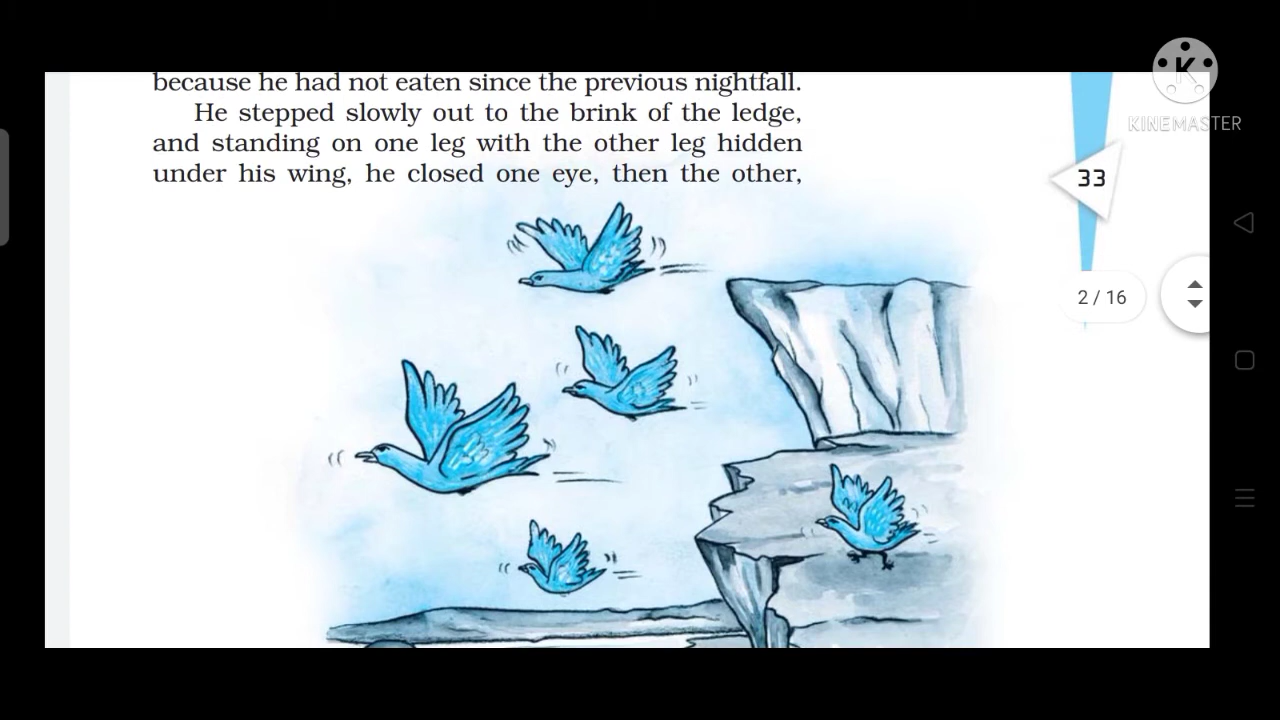 because he had not eaten since the previous nightfall.
He stepped slowly out to the brink of the ledge,
and standing on one leg with the other leg hidden
under his wing, he closed one eye, then the other,
33
2 / 16
K
KINEMASTER